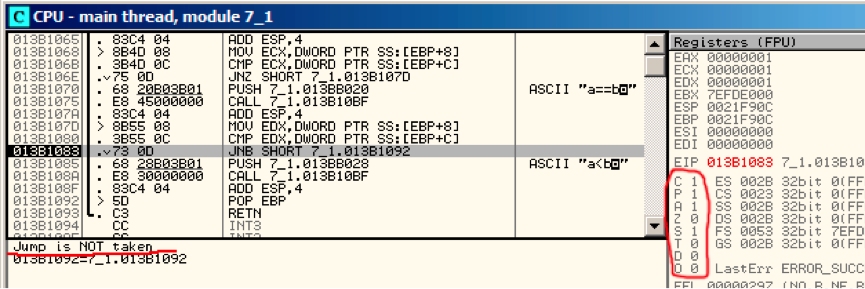 C CPU - main thread, module 7_1
013B1065 . 83C4 04 ADD ESP,4
013B1068 > 8B4D 08 MOV ECX,DWORD PTR SS:[EBP+8]
013B106B . 3B4D 0C CMP ECX,DWORD PTR SS:[EBP+C]
013B106E .v75 0D JNZ SHORT 7_1.013B107D
013B1070 . 68 20B03B01 PUSH 7_1.013BB020 ASCII "a==b"
013B1075 . E8 45000000 CALL 7_1.013B10BF
013B107A . 83C4 04 ADD ESP,4
013B107D > 8B55 08 MOV EDX,DWORD PTR SS:[EBP+8]
013B1080 . 3B55 0C CMP EDX,DWORD PTR SS:[EBP+C]
013B1083 .v73 0D JNB SHORT 7_1.013B1092
013B1085 . 68 28B03B01 PUSH 7_1.013BB028 ASCII "a<b"
013B108A . E8 30000000 CALL 7_1.013B10BF
013B108F . 83C4 04 ADD ESP,4
013B1092 > 5D POP EBP
013B1093 . C3 RETN
013B1094 CC INT3
Jump is NOT taken
013B1092=7_1.013B1092
Registers (FPU)
EAX 00000001
ECX 00000001
EDX 00000001
EBX 7EFDE000
ESP 0021F90C
EBP 0021F90C
ESI 00000000
EDI 00000000
EIP 013B1083 7_1.013B10
C 1 ES 002B 32bit 0(FF
P 1 CS 0023 32bit 0(FF
A 1 SS 002B 32bit 0(FF
Z 0 DS 002B 32bit 0(FF
S 1 FS 0053 32bit 7EFD
T 0 GS 002B 32bit 0(FF
D 0
O 0 LastErr ERROR_SUCC
EFL 00000297 (NO,B,NE,B